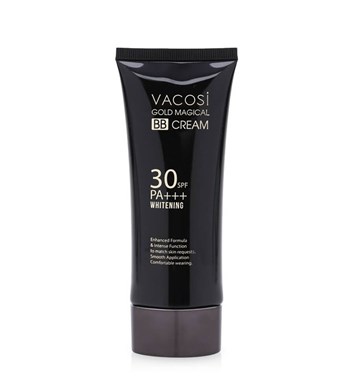 VACOSİ
GOLD MAGICAL
BB CREAM
30 SPF
PA+++
WHITENING
Enhanced Formula
& Intense Function
to match skin request.
Smooth Application
Comfortable wearing.